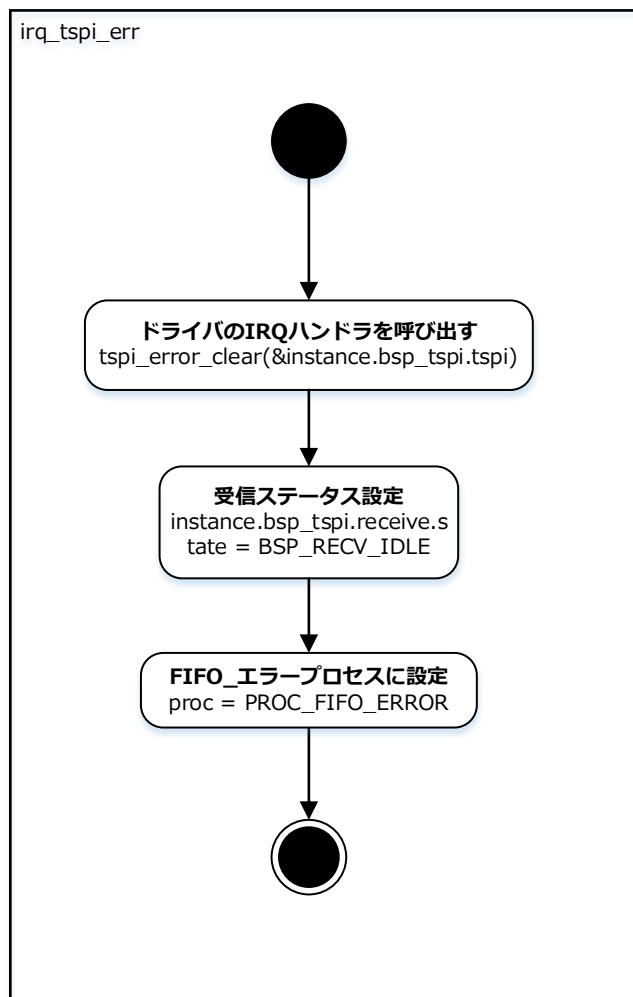 irq_tspi_err
ドライバのIRQハンドラを呼び出す
tspi_error_clear(&instance.bsp_tspi.tspi)
受信ステータス設定
instance.bsp_tspi.receive.s
tate = BSP_RECV_IDLE
FIFO_エラープロセスに設定
proc = PROC_FIFO_ERROR